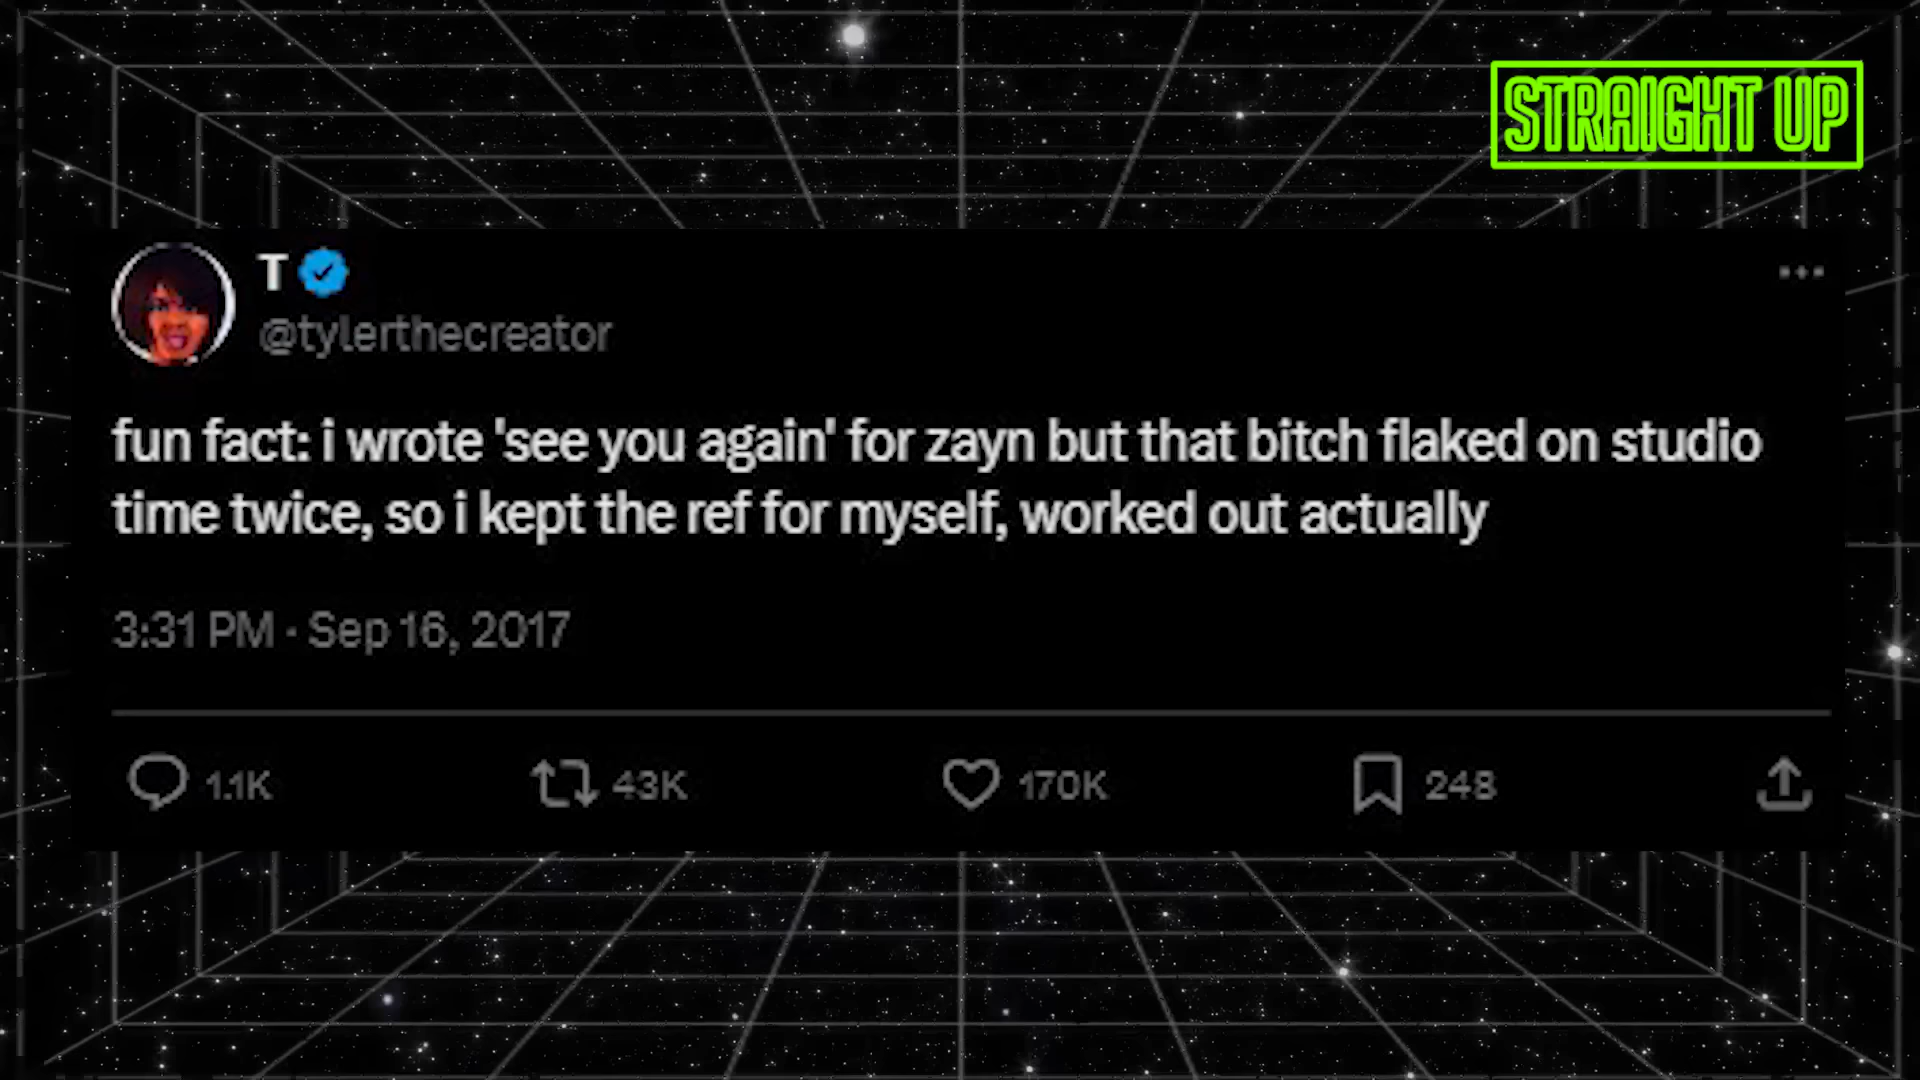 STRAIGHT UP
T
@tylerthecreator
fun fact: i wrote 'see you again' for zayn but that bitch flaked on studio
time twice, so i kept the ref for myself, worked out actually
3:31 PM · Sep 16, 2017
1.1K 43K 170K 248